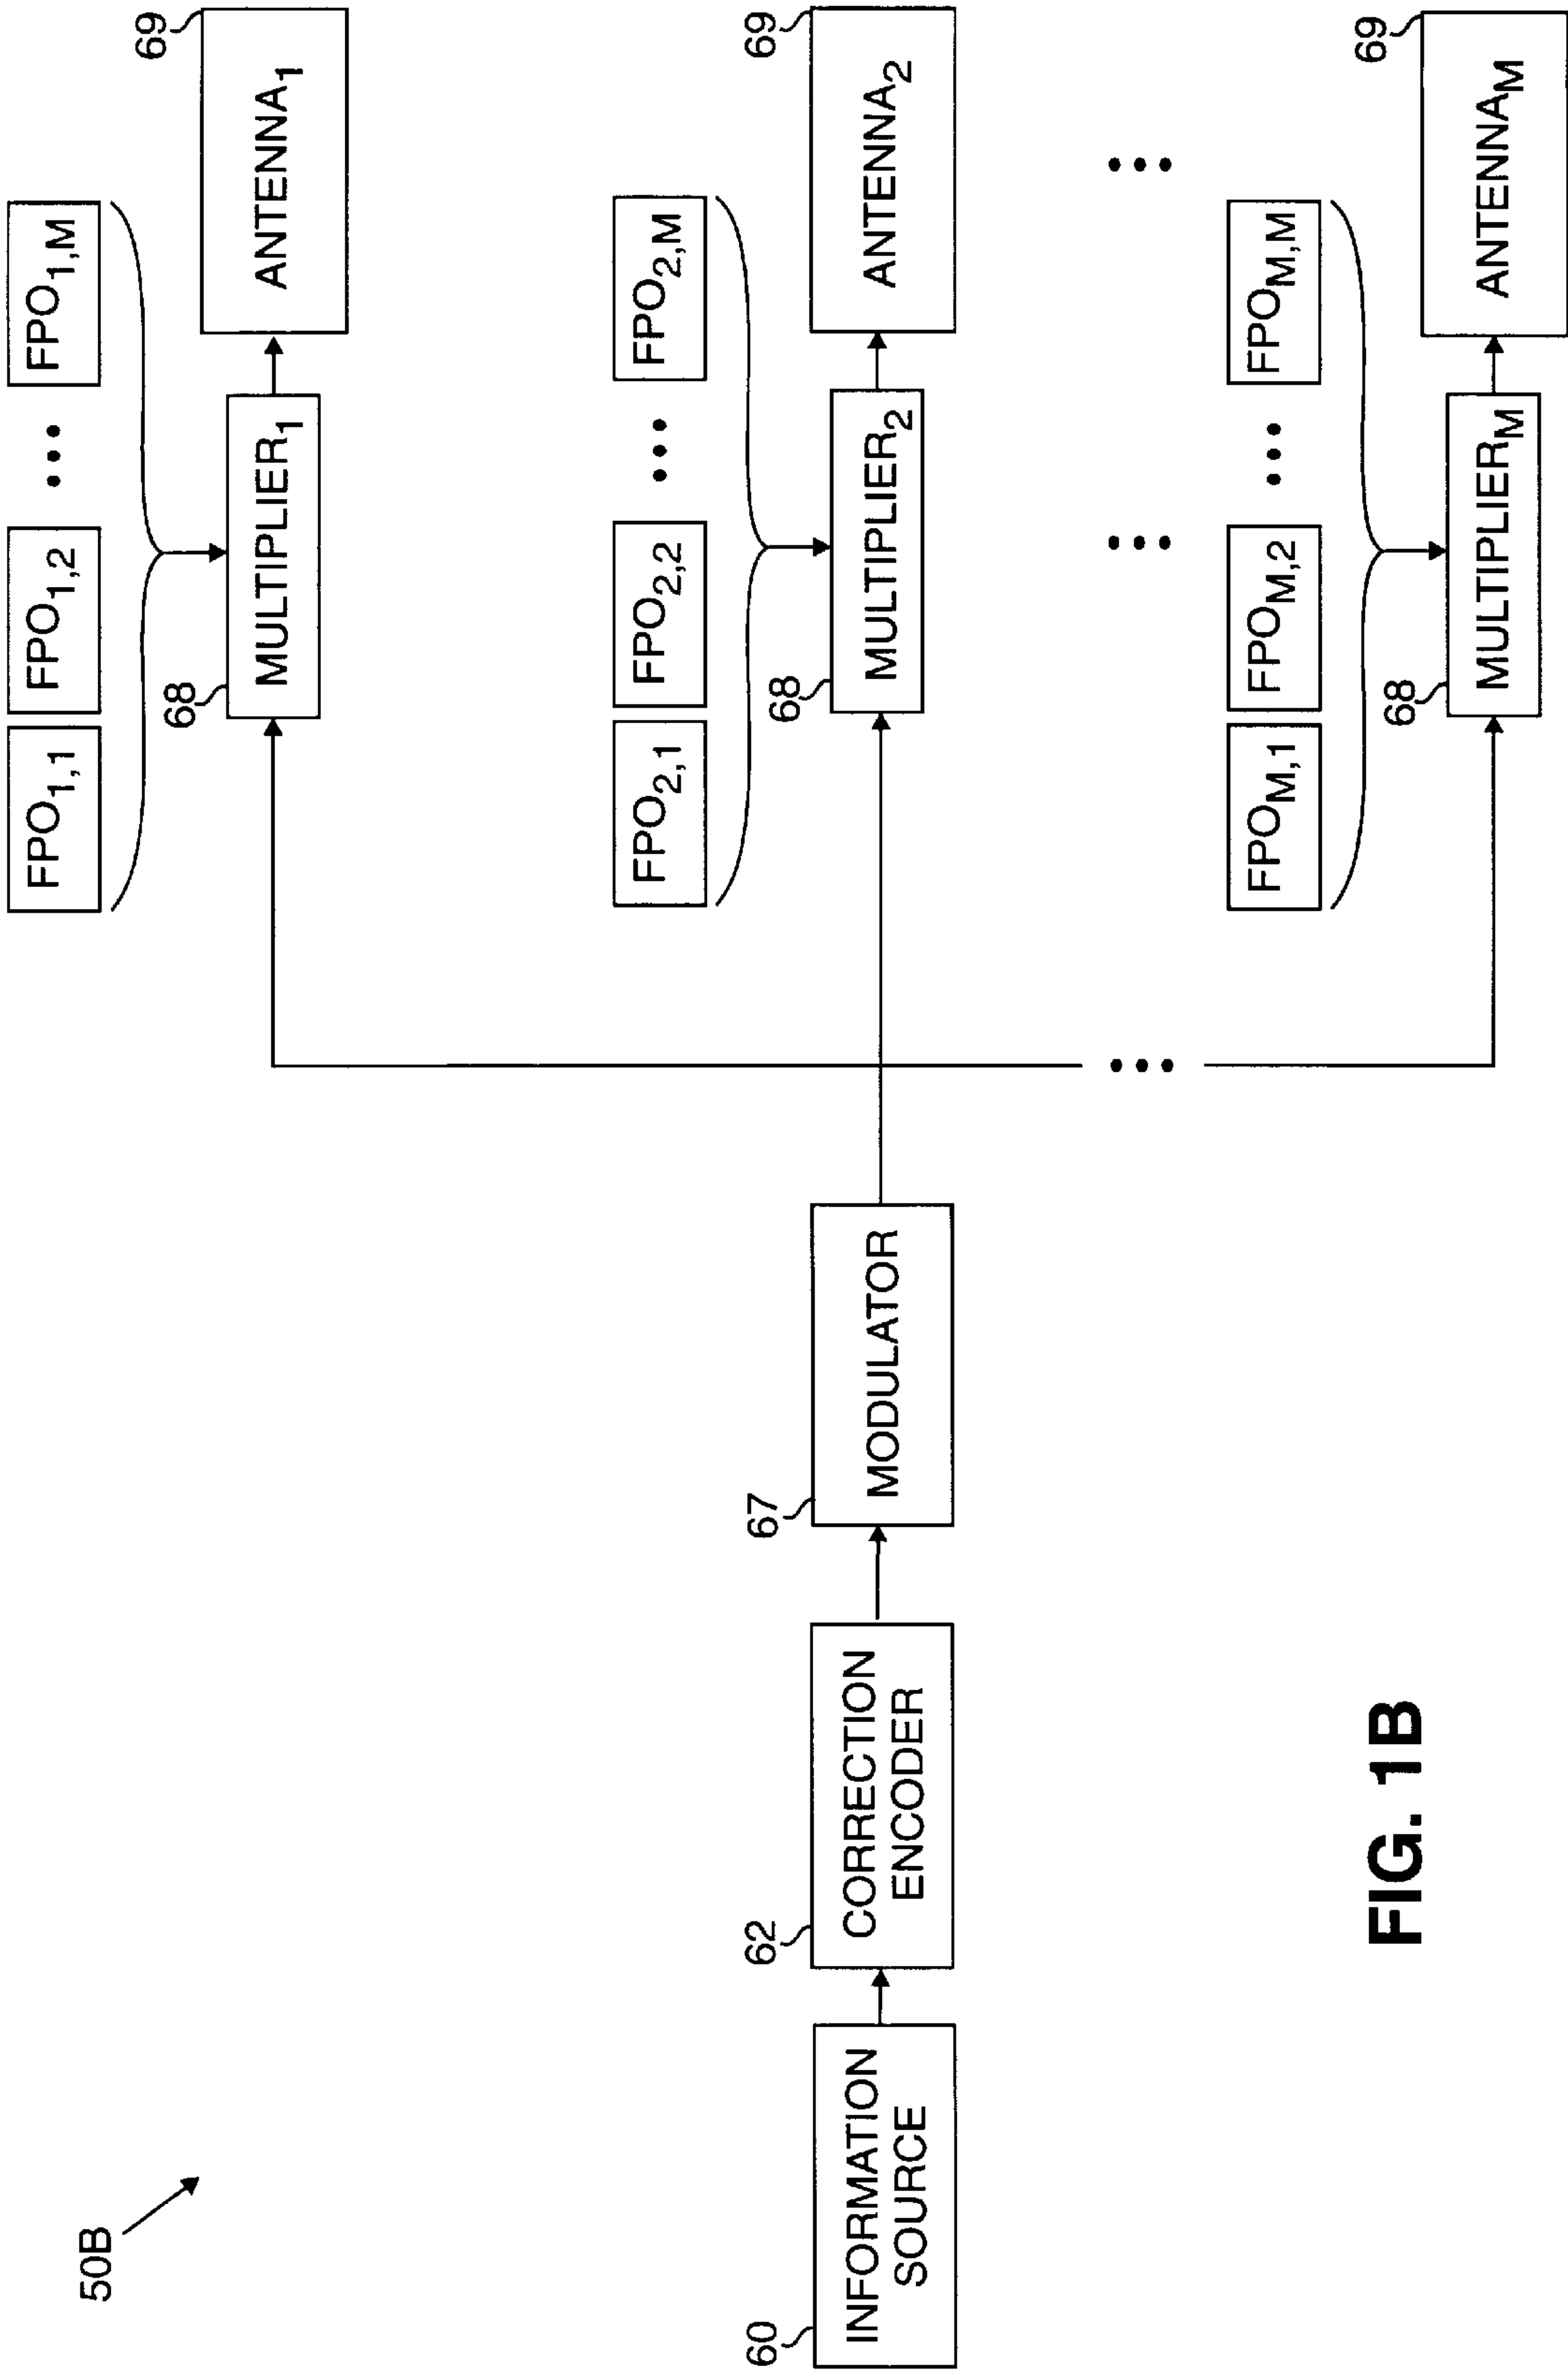 50B
60
INFORMATION
SOURCE
62
CORRECTION
ENCODER
67
MODULATOR
FPO1,1
FPO1,2
•••
FPO1,M
68
MULTIPLIER1
69
ANTENNA1
FPO2,1
FPO2,2
•••
FPO2,M
68
MULTIPLIER2
69
ANTENNA2
•••
•••
•••
FPOM,1
FPOM,2
•••
FPOM,M
68
MULTIPLIERM
69
ANTENNAM
FIG. 1B